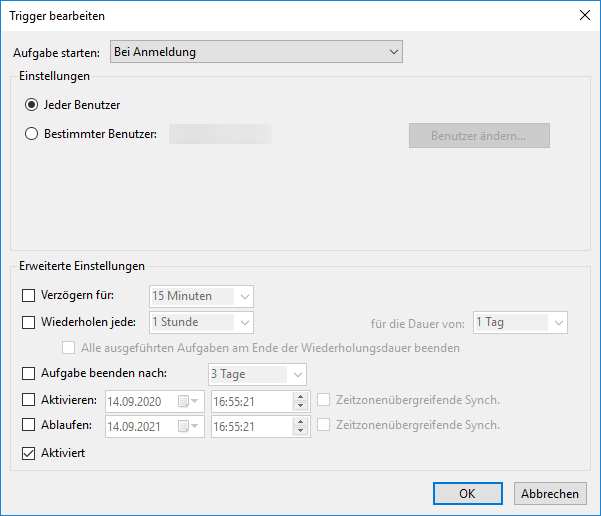 Trigger bearbeiten
Aufgabe starten: Bei Anmeldung
Einstellungen
Jeder Benutzer
Bestimmter Benutzer: Benutzer ändern...
Erweiterte Einstellungen
Verzögern für: 15 Minuten
Wiederholen jede: 1 Stunde für die Dauer von: 1 Tag
Alle ausgeführten Aufgaben am Ende der Wiederholungsdauer beenden
Aufgabe beenden nach: 3 Tage
Aktivieren: 14.09.2020 16:55:21 Zeitzonenübergreifende Synch.
Ablaufen: 14.09.2021 16:55:21 Zeitzonenübergreifende Synch.
Aktiviert
OK Abbrechen